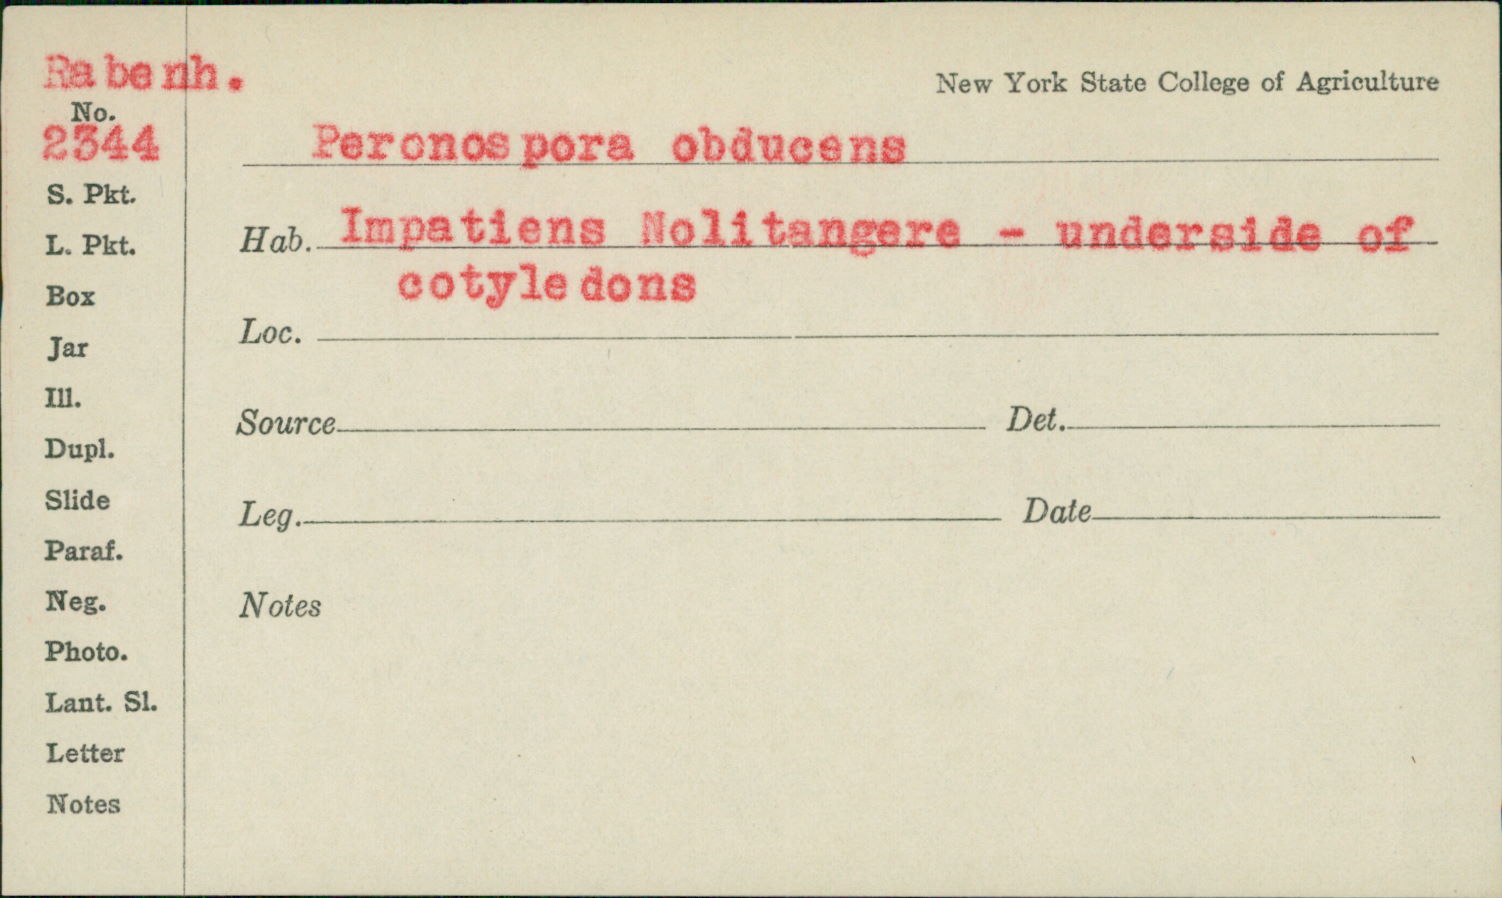 Rabenh.
New York State College of Agriculture
No.
2344
Peronospora obducens
S. Pkt.
Hab. Impatiens Nolitangere - underside of
L. Pkt.
cotyledons
Box
Loc.
Jar
Ill.
Source Det.
Dupl.
Slide
Leg. Date
Paraf.
Neg.
Notes
Photo.
Lant. Sl.
Letter
Notes